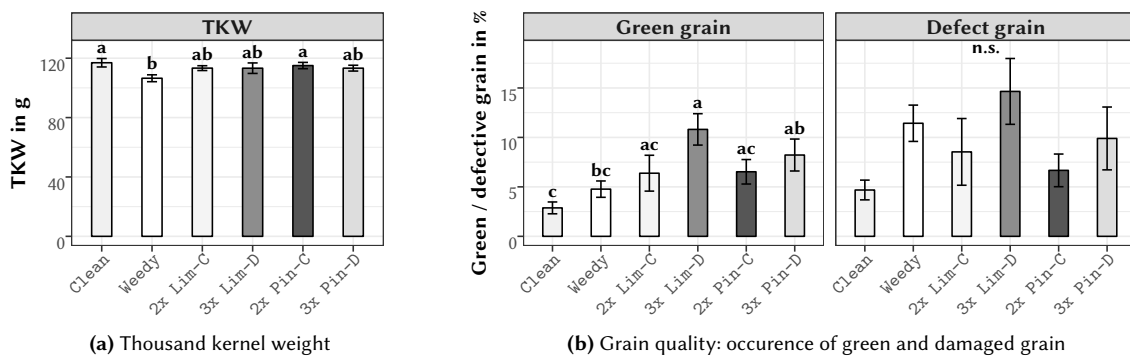 TKW
TKW in g
120
80
40
0
a
b
ab
ab
a
ab
Clean
Weedy
2x Lim-C
3x Lim-D
2x Pin-C
3x Pin-D
(a) Thousand kernel weight
Green / defective grain in %
Green grain
Defect grain
15
10
5
0
c
bc
ac
a
ac
ab
n.s.
Clean
Weedy
2x Lim-C
3x Lim-D
2x Pin-C
3x Pin-D
Clean
Weedy
2x Lim-C
3x Lim-D
2x Pin-C
3x Pin-D
(b) Grain quality: occurence of green and damaged grain